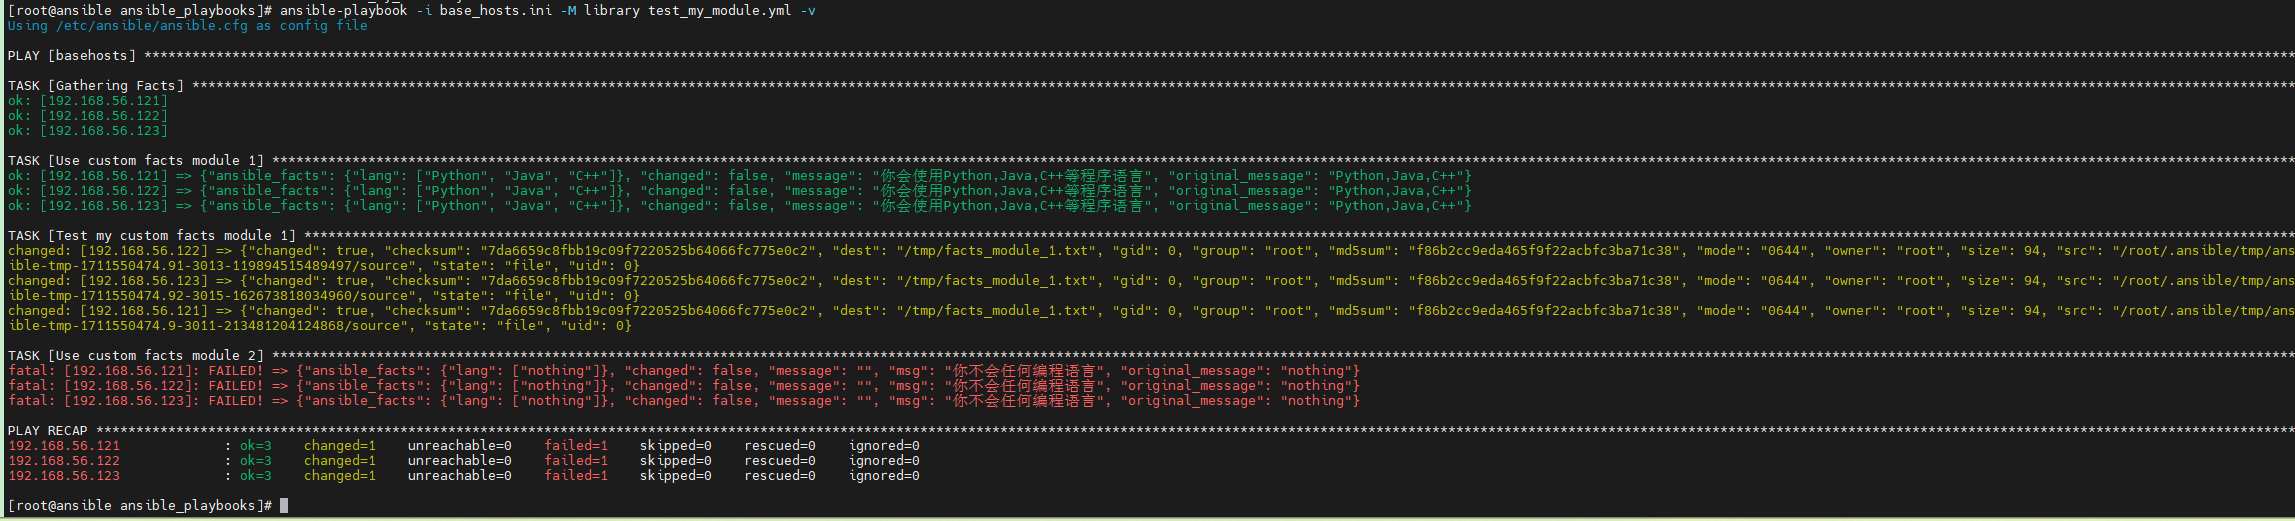 [root@ansible ansible_playbooks]# ansible-playbook -i base_hosts.ini -M library test_my_module.yml -v
Using /etc/ansible/ansible.cfg as config file
PLAY [basehosts] ****************************************************************
TASK [Gathering Facts] ****************************************************************
ok: [192.168.56.121]
ok: [192.168.56.122]
ok: [192.168.56.123]
TASK [Use custom facts module 1] ****************************************************************
ok: [192.168.56.121] => {"ansible_facts": {"lang": ["Python", "Java", "C++"]}, "changed": false, "message": "你会使用Python,Java,C++等程序语言", "original_message": "Python,Java,C++"}
ok: [192.168.56.122] => {"ansible_facts": {"lang": ["Python", "Java", "C++"]}, "changed": false, "message": "你会使用Python,Java,C++等程序语言", "original_message": "Python,Java,C++"}
ok: [192.168.56.123] => {"ansible_facts": {"lang": ["Python", "Java", "C++"]}, "changed": false, "message": "你会使用Python,Java,C++等程序语言", "original_message": "Python,Java,C++"}
TASK [Test my custom facts module 1] ****************************************************************
changed: [192.168.56.122] => {"changed": true, "checksum": "7da6659c8fbb19c09f7220525b64066fc775e0c2", "dest": "/tmp/facts_module_1.txt", "gid": 0, "group": "root", "md5sum": "f86b2cc9eda465f9f22acbfc3ba71c38", "mode": "0644", "owner": "root", "size": 94, "src": "/root/.ansible/tmp/ans
ible-tmp-1711550474.91-3013-119894515489497/source", "state": "file", "uid": 0}
changed: [192.168.56.123] => {"changed": true, "checksum": "7da6659c8fbb19c09f7220525b64066fc775e0c2", "dest": "/tmp/facts_module_1.txt", "gid": 0, "group": "root", "md5sum": "f86b2cc9eda465f9f22acbfc3ba71c38", "mode": "0644", "owner": "root", "size": 94, "src": "/root/.ansible/tmp/ans
ible-tmp-1711550474.92-3015-162673818034960/source", "state": "file", "uid": 0}
changed: [192.168.56.121] => {"changed": true, "checksum": "7da6659c8fbb19c09f7220525b64066fc775e0c2", "dest": "/tmp/facts_module_1.txt", "gid": 0, "group": "root", "md5sum": "f86b2cc9eda465f9f22acbfc3ba71c38", "mode": "0644", "owner": "root", "size": 94, "src": "/root/.ansible/tmp/ans
ible-tmp-1711550474.9-3011-213481204124868/source", "state": "file", "uid": 0}
TASK [Use custom facts module 2] ****************************************************************
fatal: [192.168.56.121]: FAILED! => {"ansible_facts": {"lang": ["nothing"]}, "changed": false, "message": "", "msg": "你不会任何编程语言", "original_message": "nothing"}
fatal: [192.168.56.122]: FAILED! => {"ansible_facts": {"lang": ["nothing"]}, "changed": false, "message": "", "msg": "你不会任何编程语言", "original_message": "nothing"}
fatal: [192.168.56.123]: FAILED! => {"ansible_facts": {"lang": ["nothing"]}, "changed": false, "message": "", "msg": "你不会任何编程语言", "original_message": "nothing"}
PLAY RECAP ****************************************************************
192.168.56.121 : ok=3 changed=1 unreachable=0 failed=1 skipped=0 rescued=0 ignored=0
192.168.56.122 : ok=3 changed=1 unreachable=0 failed=1 skipped=0 rescued=0 ignored=0
192.168.56.123 : ok=3 changed=1 unreachable=0 failed=1 skipped=0 rescued=0 ignored=0
[root@ansible ansible_playbooks]#